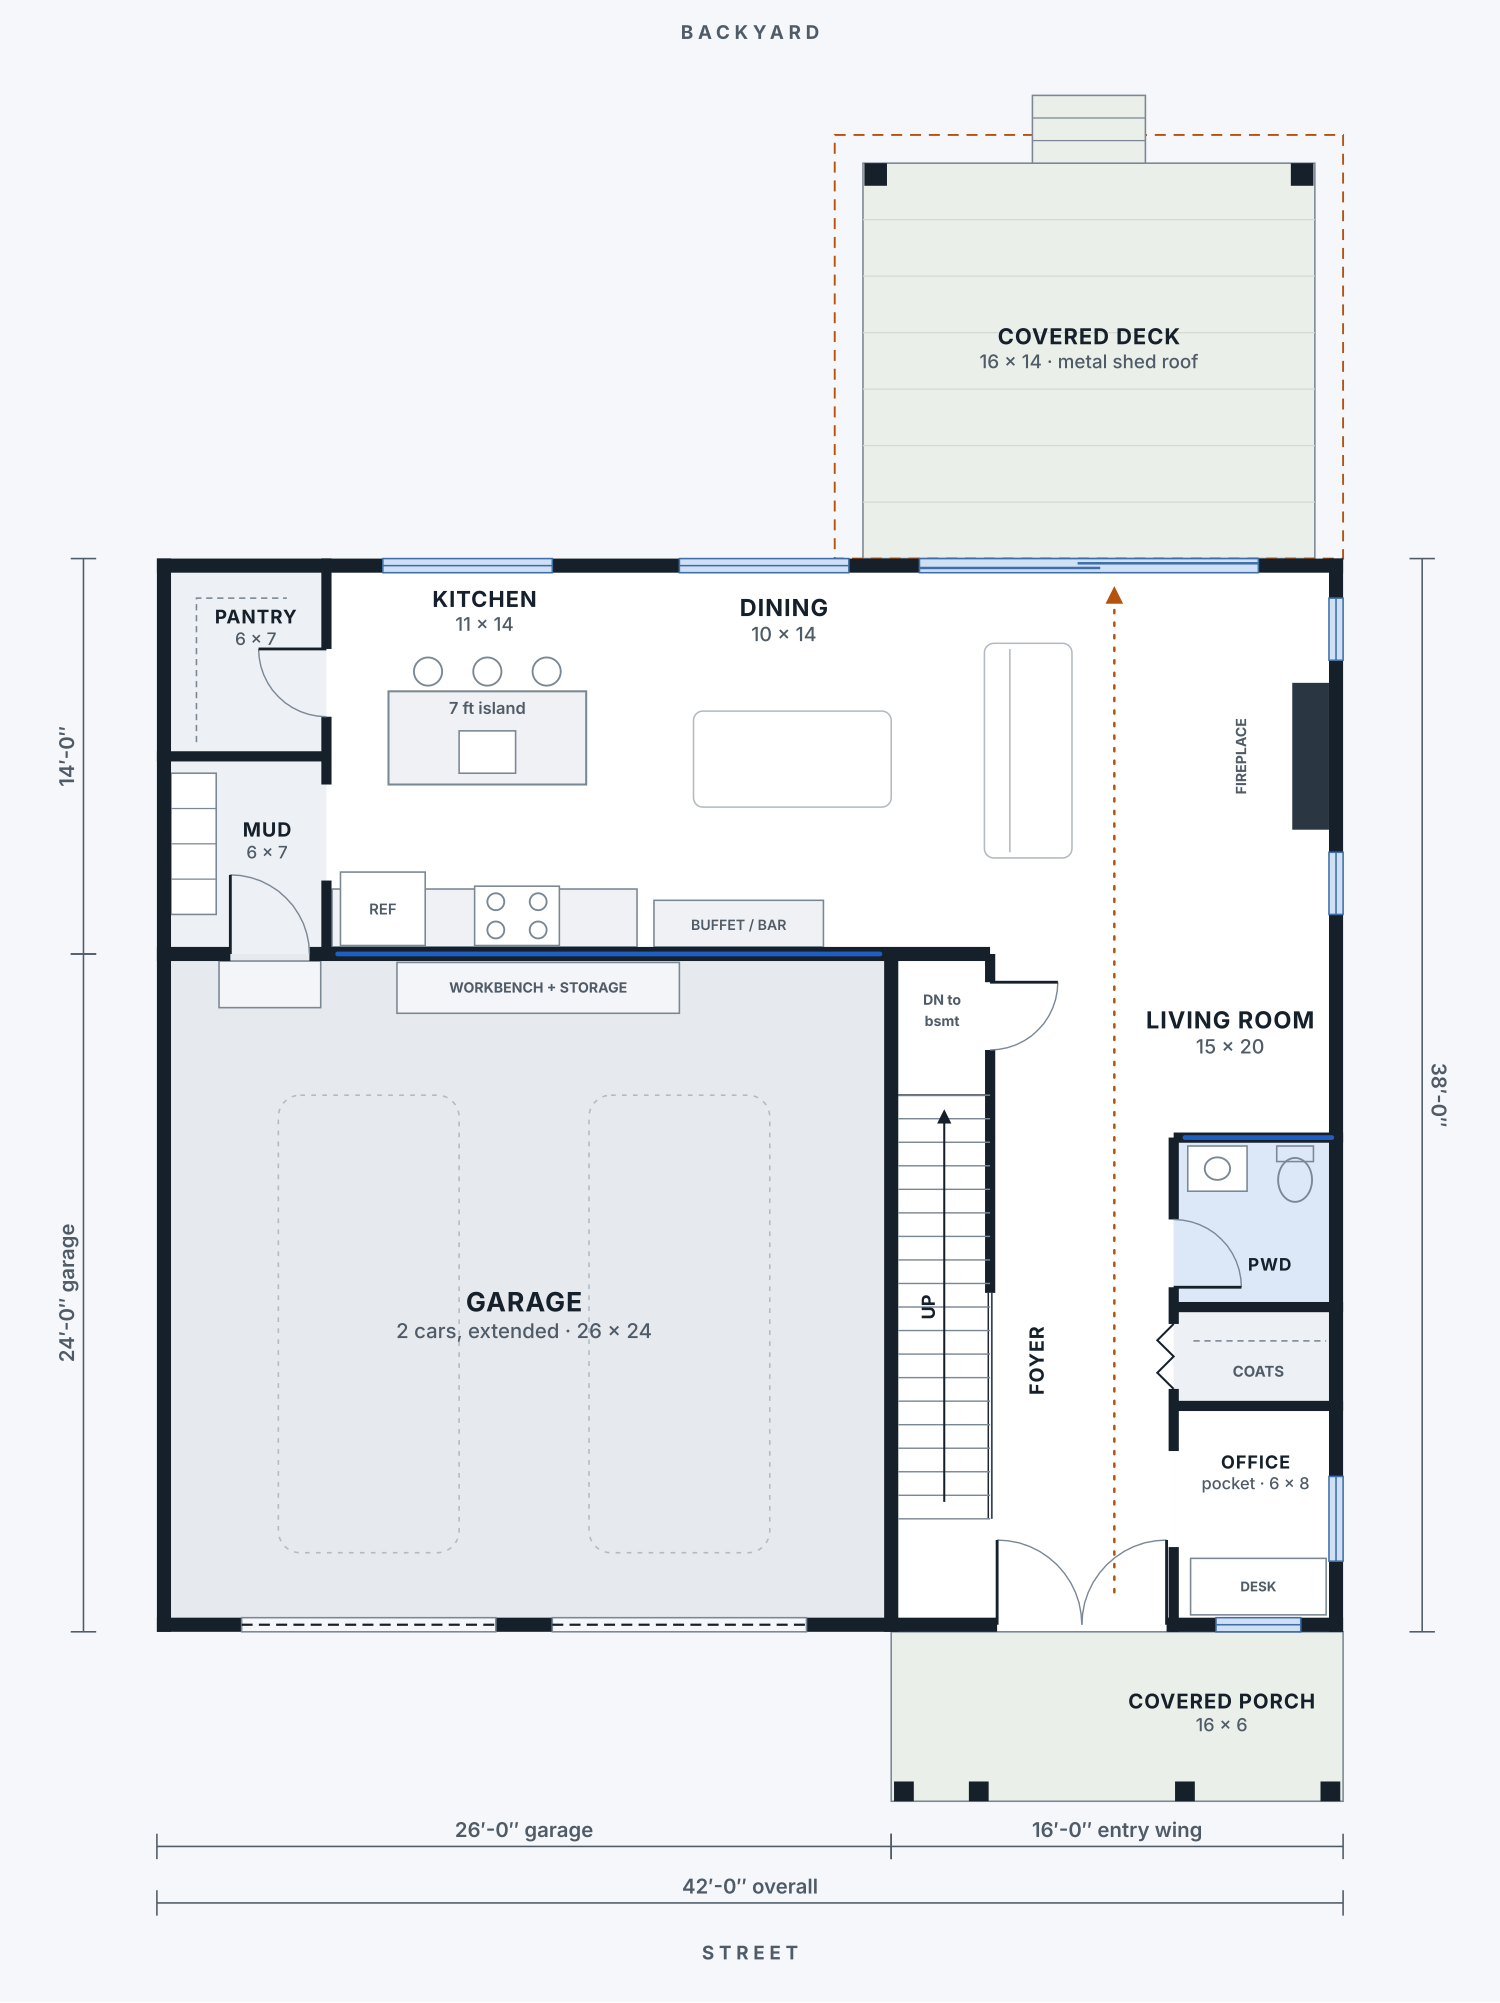 BACKYARD
COVERED DECK
16 × 14 · metal shed roof
PANTRY
6 × 7
KITCHEN
11 × 14
DINING
10 × 14
7 ft island
FIREPLACE
14′-0″
MUD
6 × 7
REF
BUFFET / BAR
WORKBENCH + STORAGE
DN to
bsmt
LIVING ROOM
15 × 20
38′-0″
PWD
24′-0″ garage
GARAGE
2 cars, extended · 26 × 24
UP
FOYER
COATS
OFFICE
pocket · 6 × 8
DESK
COVERED PORCH
16 × 6
26′-0″ garage
16′-0″ entry wing
42′-0″ overall
STREET